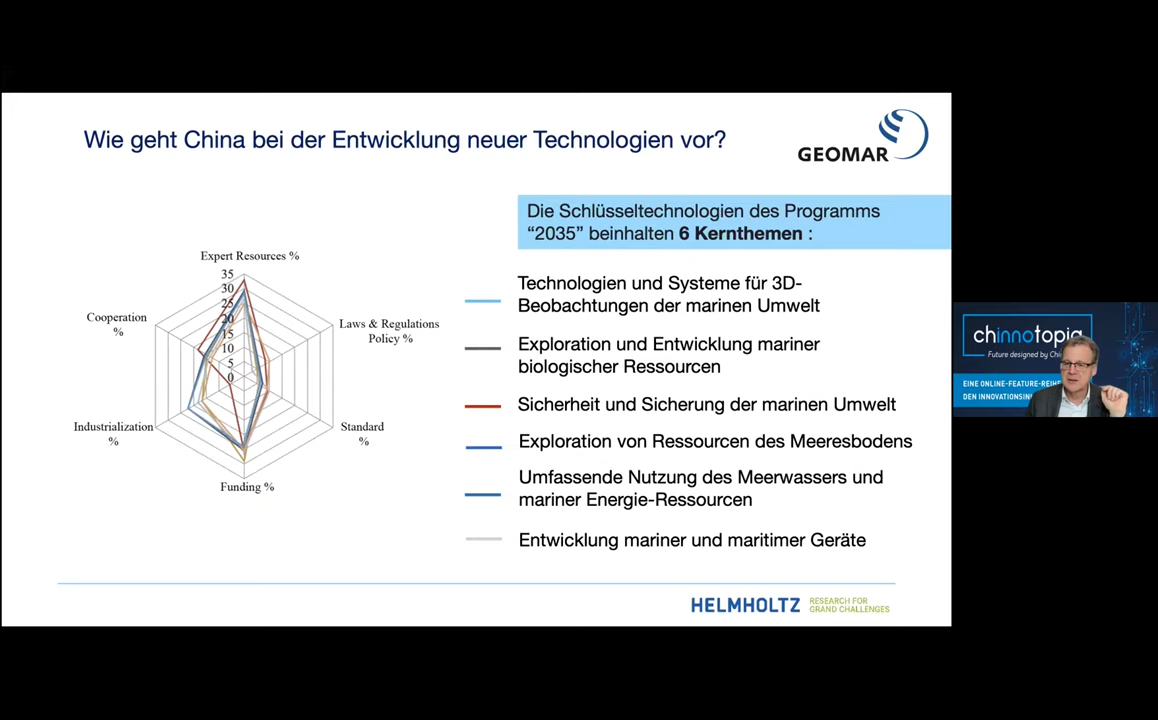 Wie geht China bei der Entwicklung neuer Technologien vor?
GEOMAR
Die Schlüsseltechnologien des Programms
“2035” beinhalten 6 Kernthemen :
Expert Resources %
35
30
25
20
15
10
5
0
Cooperation
%
Laws & Regulations
Policy %
Industrialization
%
Standard
%
Funding %
Technologien und Systeme für 3D-
Beobachtungen der marinen Umwelt
Exploration und Entwicklung mariner
biologischer Ressourcen
Sicherheit und Sicherung der marinen Umwelt
Exploration von Ressourcen des Meeresbodens
Umfassende Nutzung des Meerwassers und
mariner Energie-Ressourcen
Entwicklung mariner und maritimer Geräte
HELMHOLTZ
RESEARCH FOR
GRAND CHALLENGES
chinnotopia
Future designed by
EINE ONLINE-FEATURE-REIHE
DEN